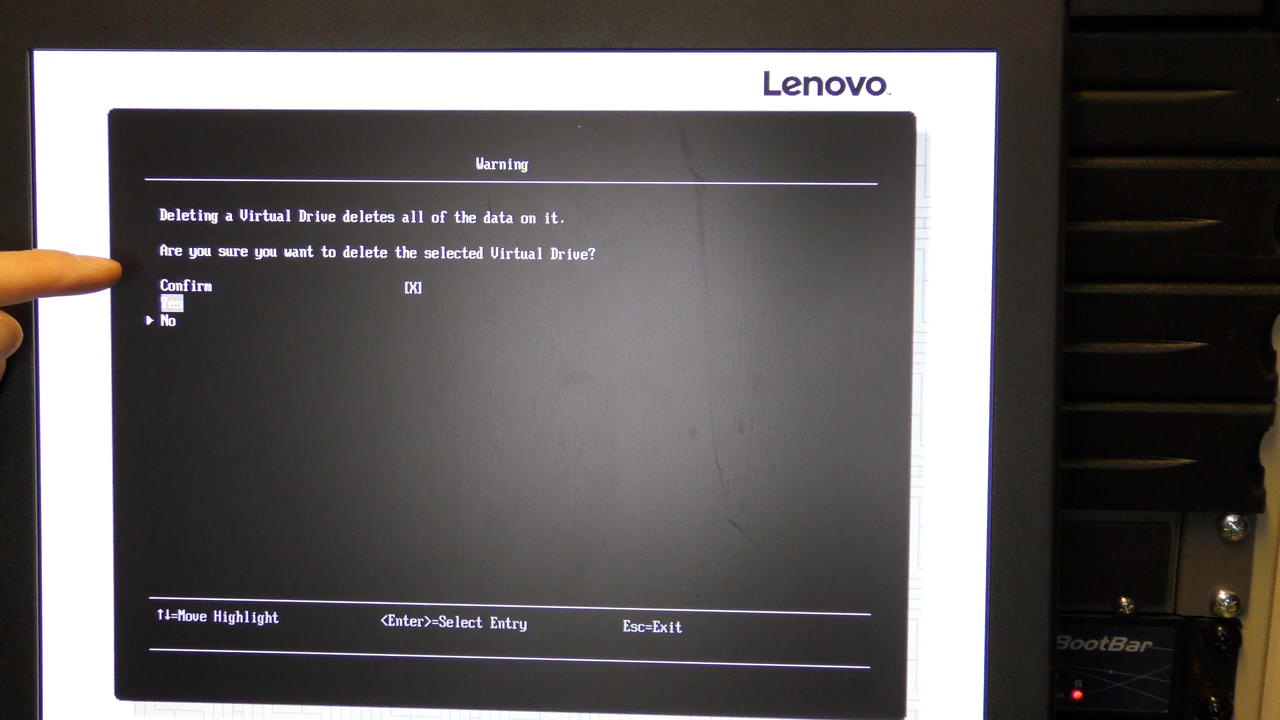 Lenovo
Warning
Deleting a Virtual Drive deletes all of the data on it.
Are you sure you want to delete the selected Virtual Drive?
Confirm [X]
Yes
▶ No
↑↓=Move Highlight <Enter>=Select Entry Esc=Exit
BootBar
B